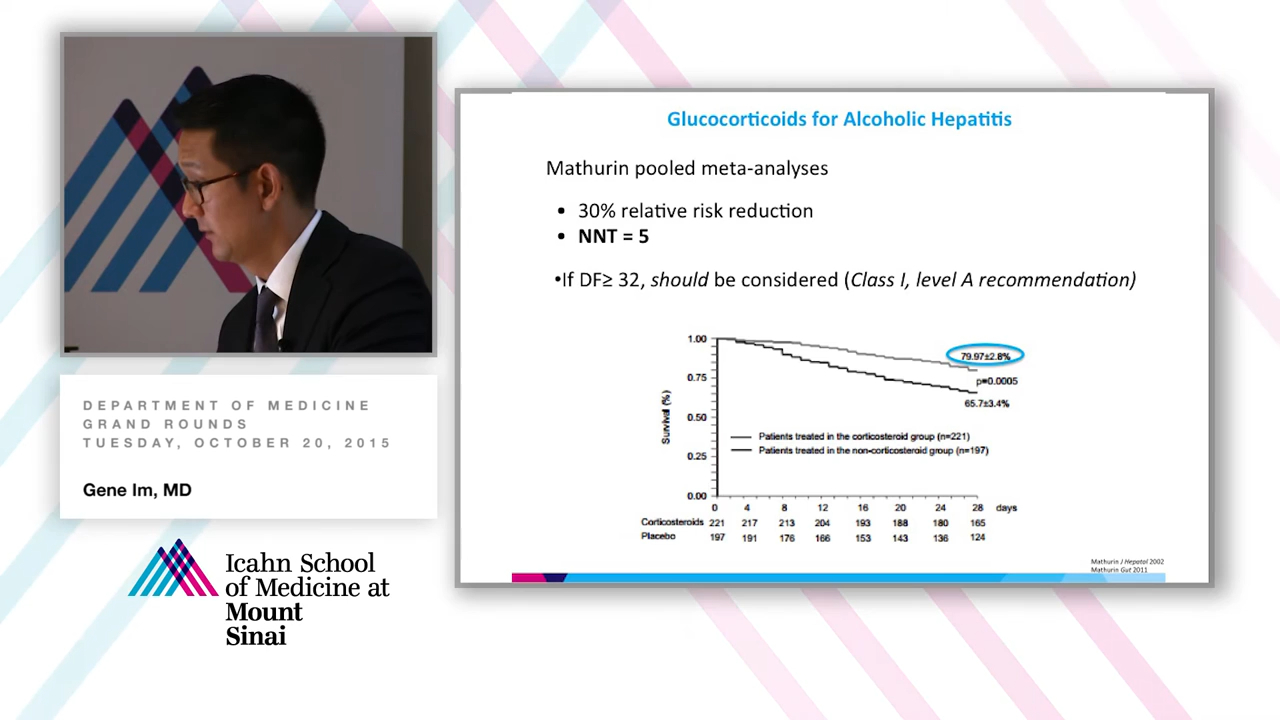 Glucocorticoids for Alcoholic Hepatitis
Mathurin pooled meta-analyses
• 30% relative risk reduction
• NNT = 5
•If DF≥ 32, should be considered (Class I, level A recommendation)
1.00
0.75
0.50
0.25
0.00
Survival (%)
79.97±2.8%
p=0.0005
65.7±3.4%
Patients treated in the corticosteroid group (n=221)
Patients treated in the non-corticosteroid group (n=197)
0 4 8 12 16 20 24 28 days
Corticosteroids 221 217 213 204 193 188 180 165
Placebo 197 191 176 166 153 143 136 124
Mathurin J Hepatol 2002
Mathurin Gut 2011
DEPARTMENT OF MEDICINE
GRAND ROUNDS
TUESDAY, OCTOBER 20, 2015
Gene Im, MD
Icahn School
of Medicine at
Mount
Sinai